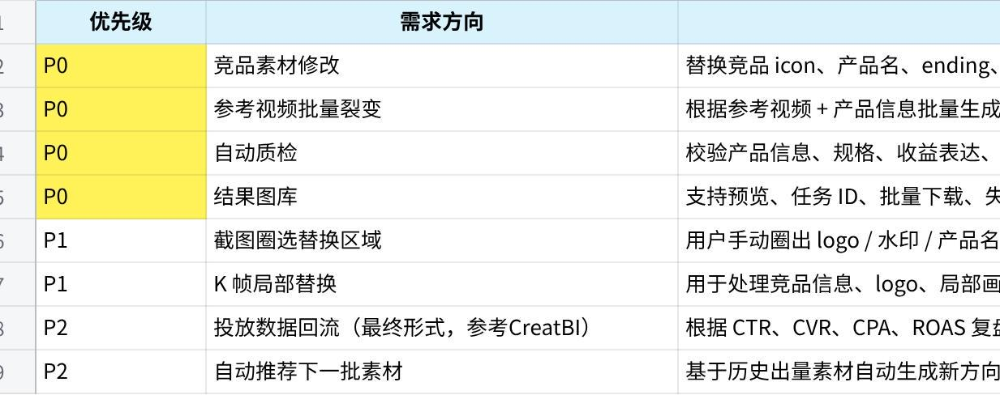 优先级 需求方向
2 P0 竞品素材修改 替换竞品 icon、产品名、ending、
3 P0 参考视频批量裂变 根据参考视频 + 产品信息批量生成
4 P0 自动质检 校验产品信息、规格、收益表达、
5 P0 结果图库 支持预览、任务 ID、批量下载、失
6 P1 截图圈选替换区域 用户手动圈出 logo / 水印 / 产品名
7 P1 K 帧局部替换 用于处理竞品信息、logo、局部画
8 P2 投放数据回流（最终形式，参考CreatBI） 根据 CTR、CVR、CPA、ROAS 复盘
9 P2 自动推荐下一批素材 基于历史出量素材自动生成新方向